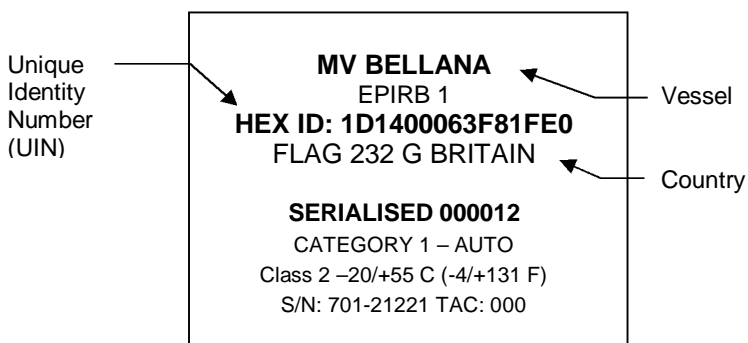 Unique
Identity
Number
(UIN)
MV BELLANA
EPIRB 1
HEX ID: 1D1400063F81FE0
FLAG 232 G BRITAIN
SERIALISED 000012
CATEGORY 1 – AUTO
Class 2 –20/+55 C (-4/+131 F)
S/N: 701-21221 TAC: 000
Vessel
Country